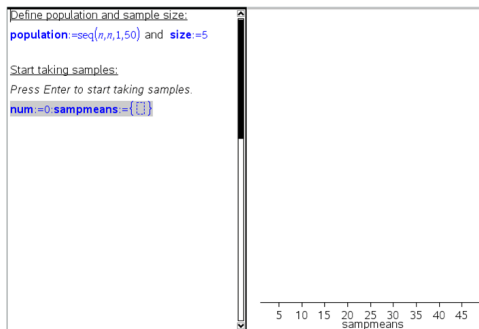 Define population and sample size:
population:=seq(n,n,1,50) and size:=5
Start taking samples:
Press Enter to start taking samples.
num:=0:sampmeans:={}
5 10 15 20 25 30 35 40 45
sampmeans